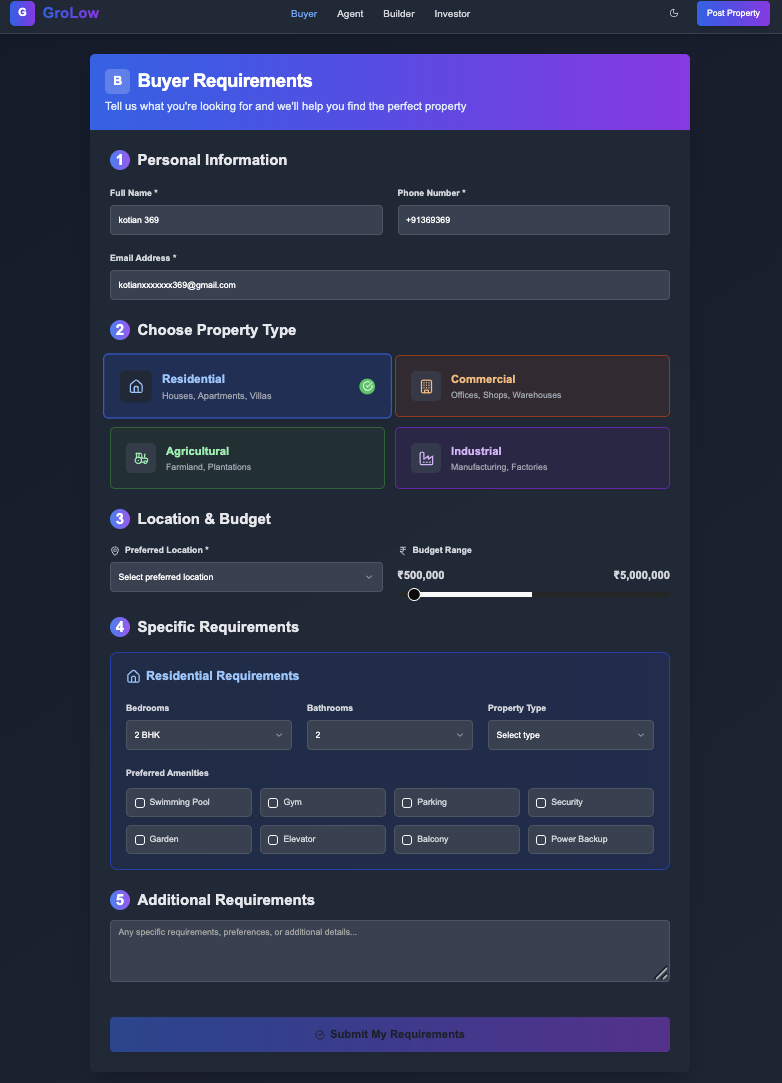 G GroLow Buyer Agent Builder Investor Post Property
B Buyer Requirements
Tell us what you're looking for and we'll help you find the perfect property
1 Personal Information
Full Name * Phone Number *
kotian 369 +91369369
Email Address *
kotianxxxxxxx369@gmail.com
2 Choose Property Type
Residential
Houses, Apartments, Villas
Commercial
Offices, Shops, Warehouses
Agricultural
Farmland, Plantations
Industrial
Manufacturing, Factories
3 Location & Budget
Preferred Location * ₹ Budget Range
Select preferred location ₹500,000 ₹5,000,000
4 Specific Requirements
Residential Requirements
Bedrooms Bathrooms Property Type
2 BHK 2 Select type
Preferred Amenities
Swimming Pool Gym Parking Security
Garden Elevator Balcony Power Backup
5 Additional Requirements
Any specific requirements, preferences, or additional details...
Submit My Requirements